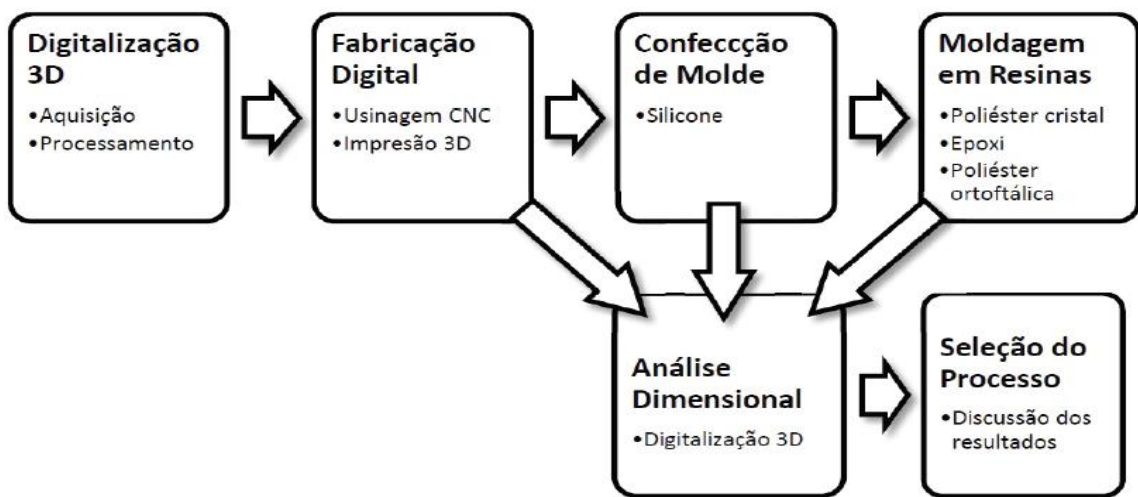 Digitalização
3D
•Aquisição
•Processamento
Fabricação
Digital
•Usinagem CNC
•Impresão 3D
Confeccção
de Molde
•Silicone
Moldagem
em Resinas
•Poliéster cristal
•Epoxi
•Poliéster
ortoftálica
Análise
Dimensional
•Digitalização 3D
Seleção do
Processo
•Discussão dos
resultados